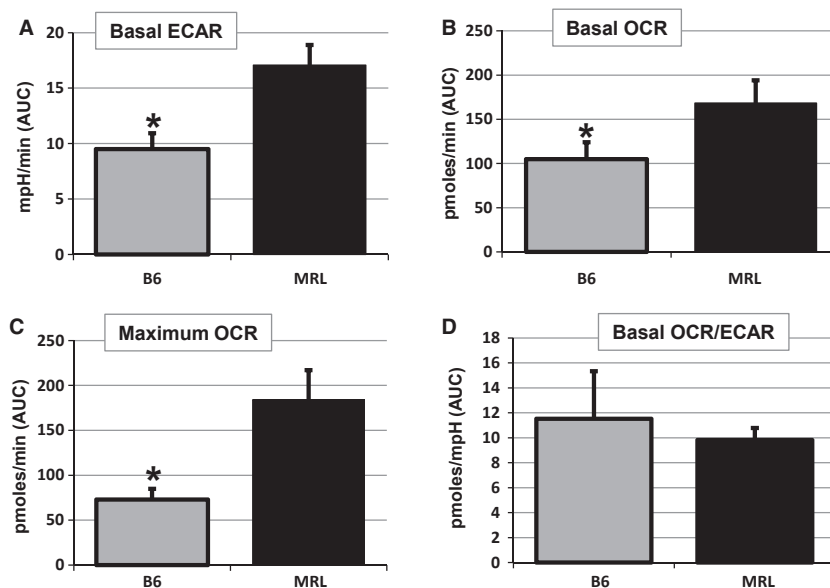 A
Basal ECAR
mpH/min (AUC)
20
15
10
5
0
*
B6
MRL
B
Basal OCR
pmoles/min (AUC)
250
200
150
100
50
0
*
B6
MRL
C
Maximum OCR
pmoles/min (AUC)
250
200
150
100
50
0
*
B6
MRL
D
Basal OCR/ECAR
pmoles/mpH (AUC)
18
16
14
12
10
8
6
4
2
0
B6
MRL